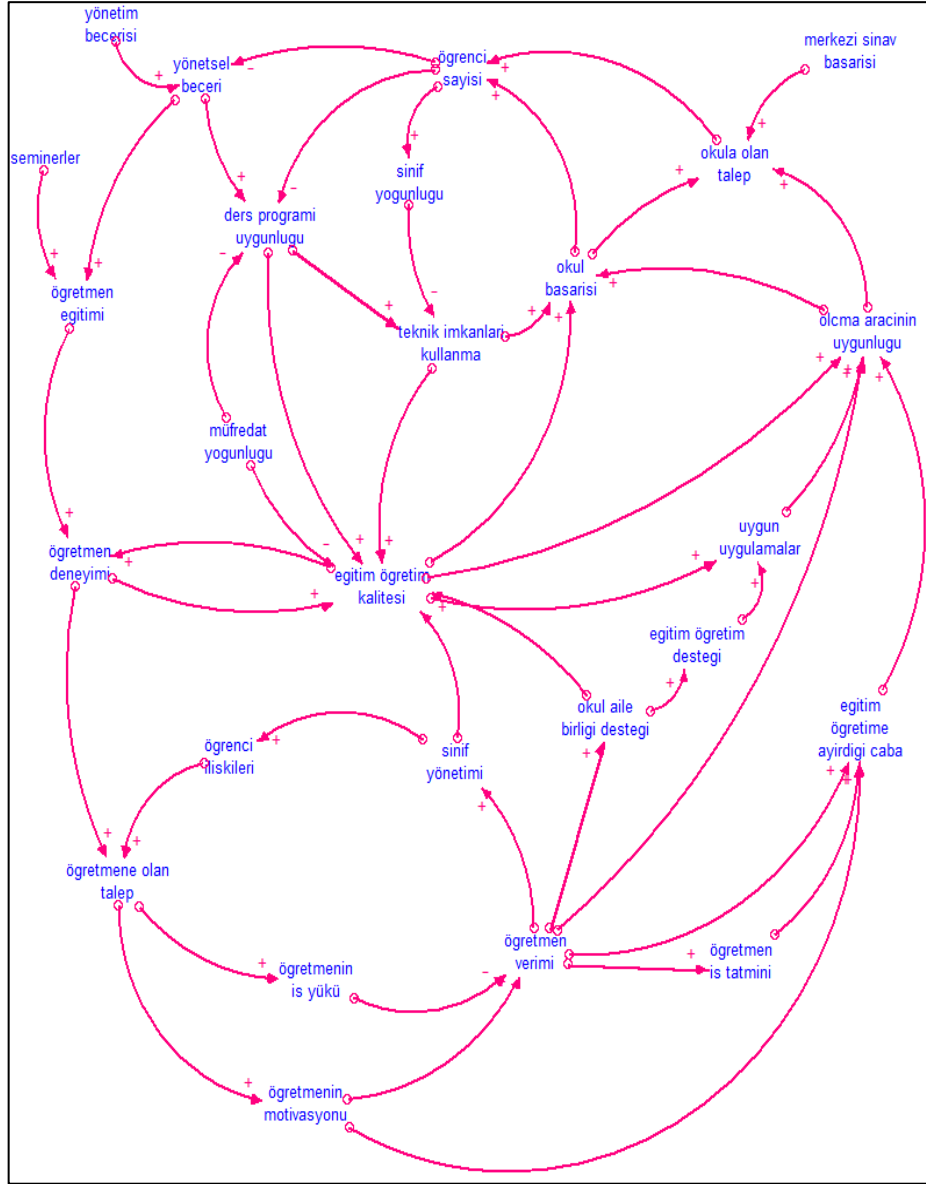 yönetim
becerisi
yönetsel
beceri
ögrenci
sayisi
merkezi sinav
basarisi
seminerler
sinif
yogunlugu
okula olan
talep
ders programi
uygunlugu
ögretmen
egitimi
okul
basarisi
teknik imkanlari
kullanma
olcma aracinin
uygunlugu
müfredat
yogunlugu
ögretmen
deneyimi
egitim ögretim
kalitesi
uygun
uygulamalar
egitim ögretim
destegi
okul aile
birligi destegi
egitim
ögretime
ayirdigi caba
ögrenci
iliskileri
sinif
yönetimi
ögretmene olan
talep
ögretmenin
is yükü
ögretmen
verimi
ögretmen
is tatmini
ögretmenin
motivasyonu